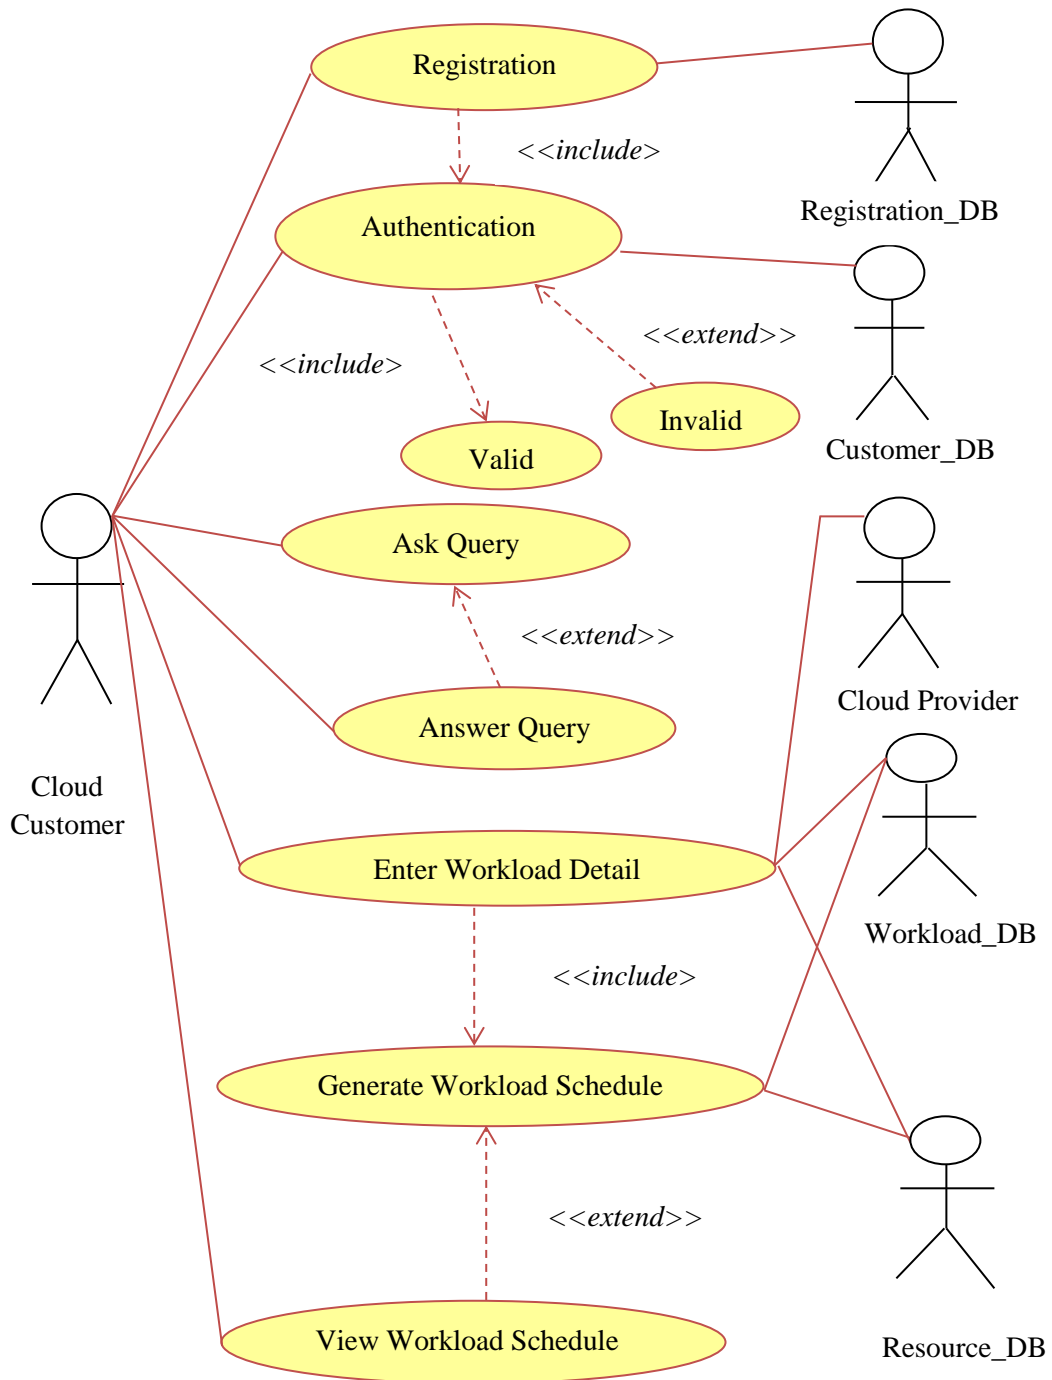 Registration
<<include>
Registration_DB
Authentication
<<extend>>
<<include>
Invalid
Customer_DB
Valid
Ask Query
<<extend>>
Cloud Provider
Answer Query
Cloud
Customer
Enter Workload Detail
Workload_DB
<<include>
Generate Workload Schedule
<<extend>>
View Workload Schedule
Resource_DB